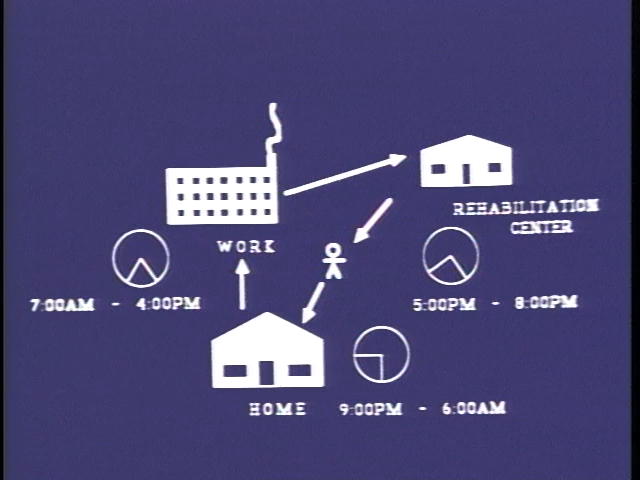 REHABILITATION
CENTER
WORK
7:00AM - 4:00PM
5:00PM - 8:00PM
HOME
9:00PM - 6:00AM